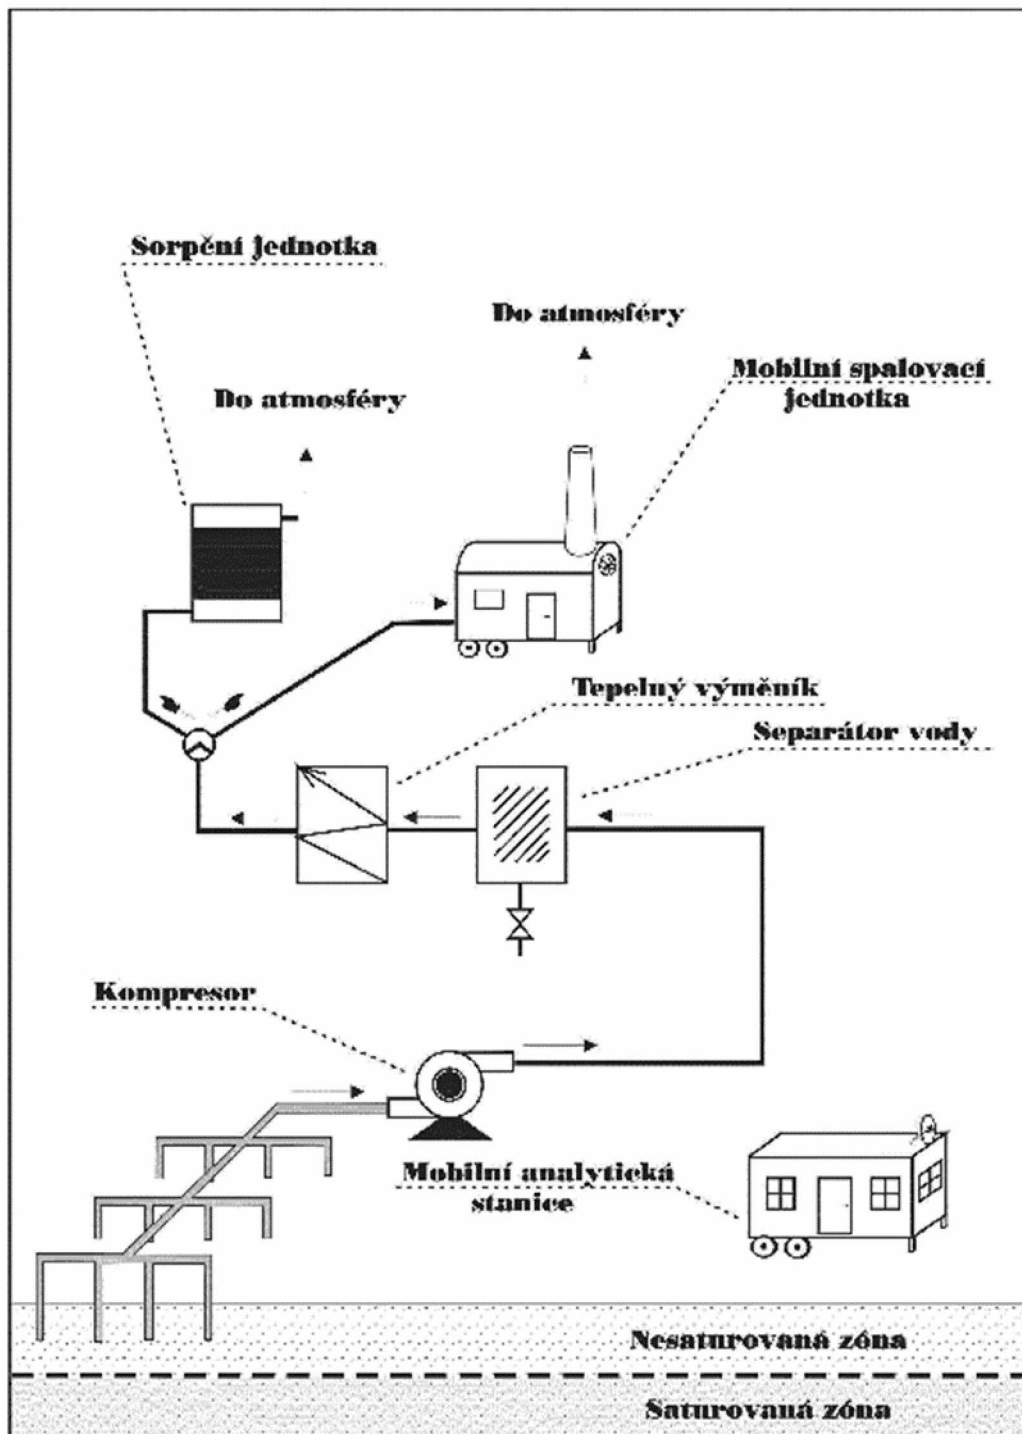 Sorpční jednotka
Do atmosféry
Mobilní spalovací
jednotka
Do atmosféry
Tepelný výměník
Separátor vody
Kompresor
Mobilní analytická
stanice
Nesaturovaná zóna
Saturovaná zóna